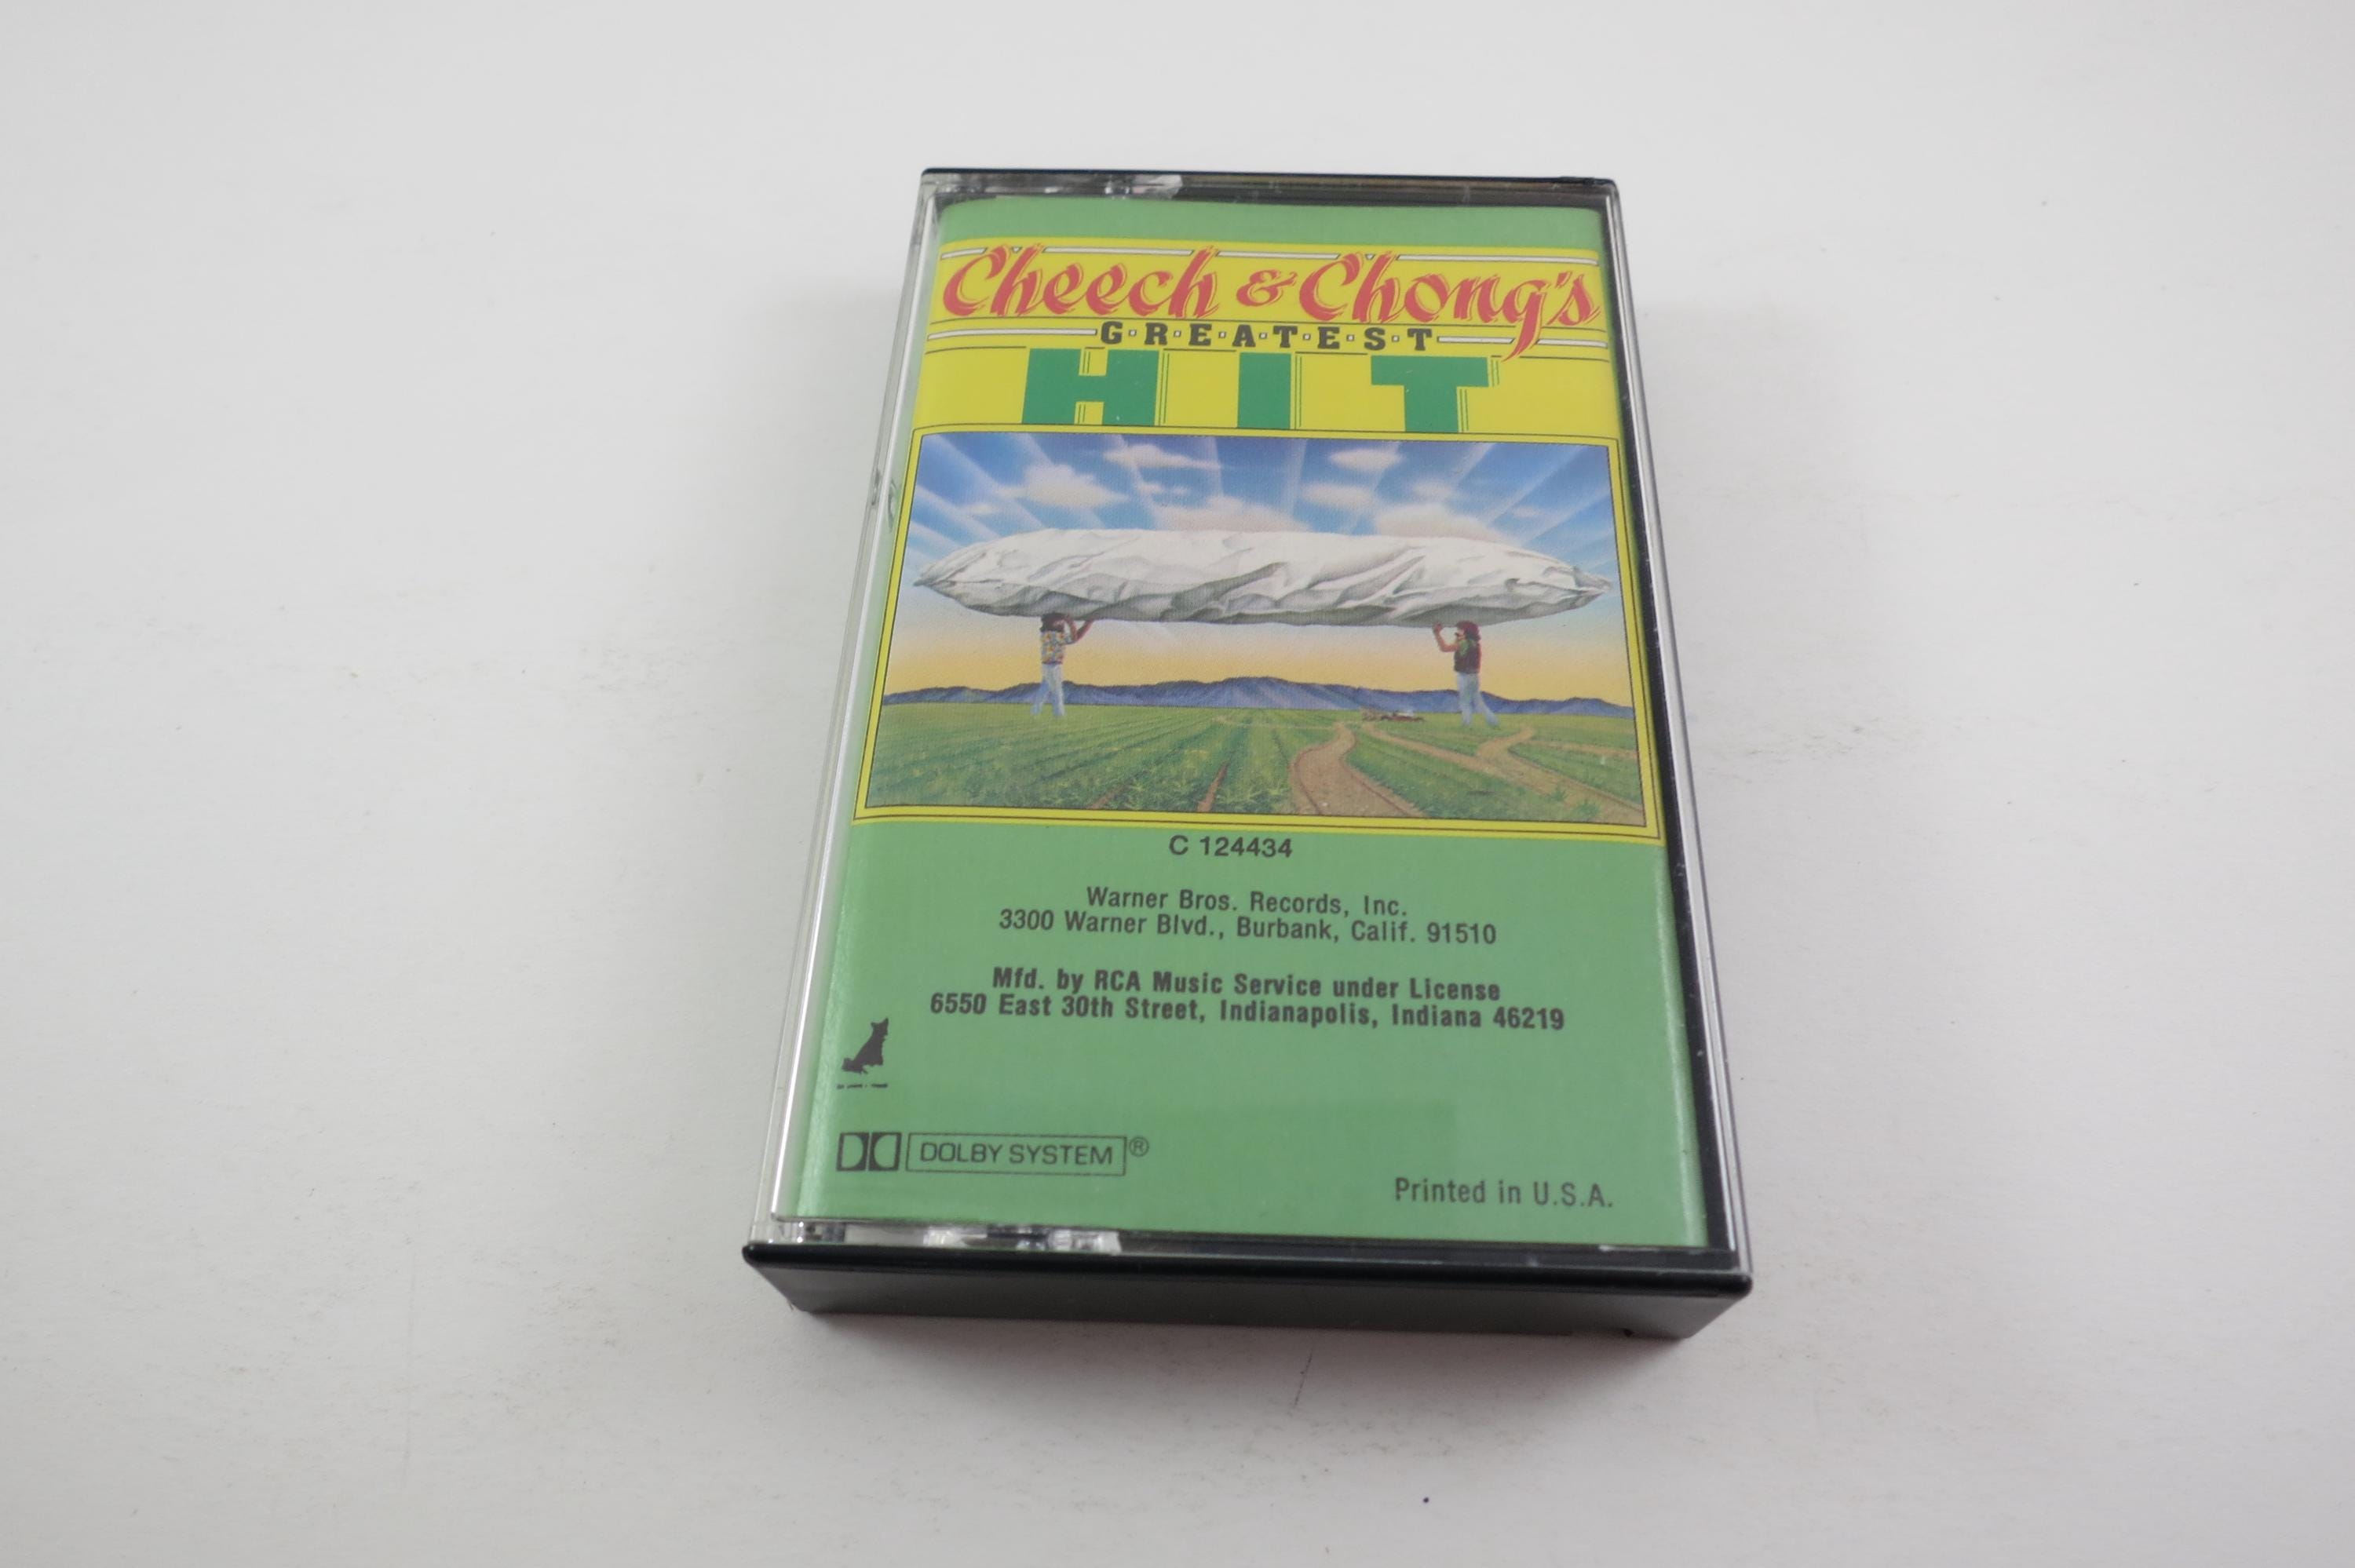 Cheech & Chong's
G·R·E·A·T·E·S·T
HIT
C 124434
Warner Bros. Records, Inc.
3300 Warner Blvd., Burbank, Calif. 91510
Mfd. by RCA Music Service under License
6550 East 30th Street, Indianapolis, Indiana 46219
DOLBY SYSTEM®
Printed in U.S.A.